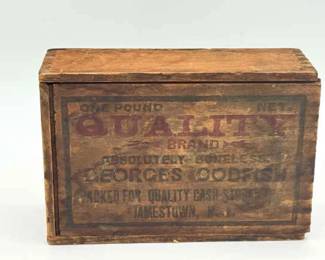 ONE POUND NET.
QUALITY
BRAND
ABSOLUTELY BONELESS
GEORGES CODFISH
PACKED FOR QUALITY CASH STORES
JAMESTOWN, N. Y.